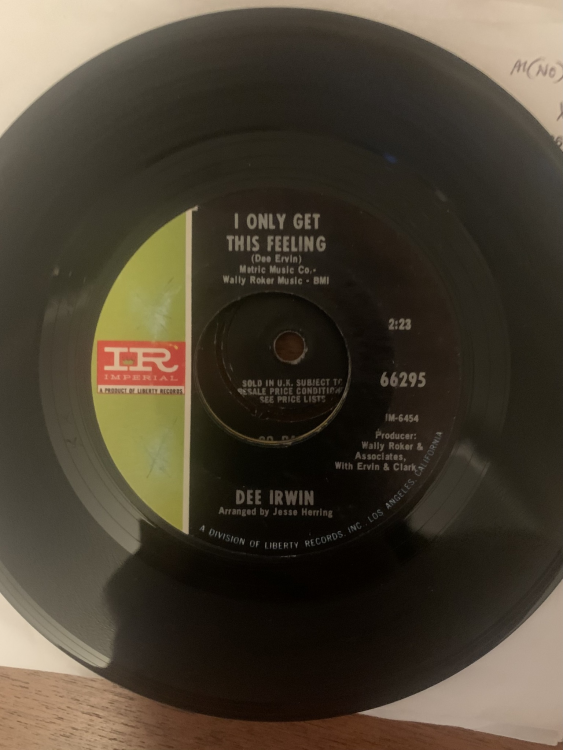 M(NO)
I ONLY GET
THIS FEELING
(Dee Ervin)
Metric Music Co.-
Wally Roker Music - BMI
2:23
IR
IMPERIAL
A PRODUCT OF LIBERTY RECORDS
SOLD IN U.K. SUBJECT TO
RESALE PRICE CONDITIONS
SEE PRICE LISTS
66295
IM-6454
Producer:
Wally Roker &
Associates,
With Ervin & Clark
DEE IRWIN
Arranged by Jesse Herring
A DIVISION OF LIBERTY RECORDS, INC., LOS ANGELES, CALIFORNIA